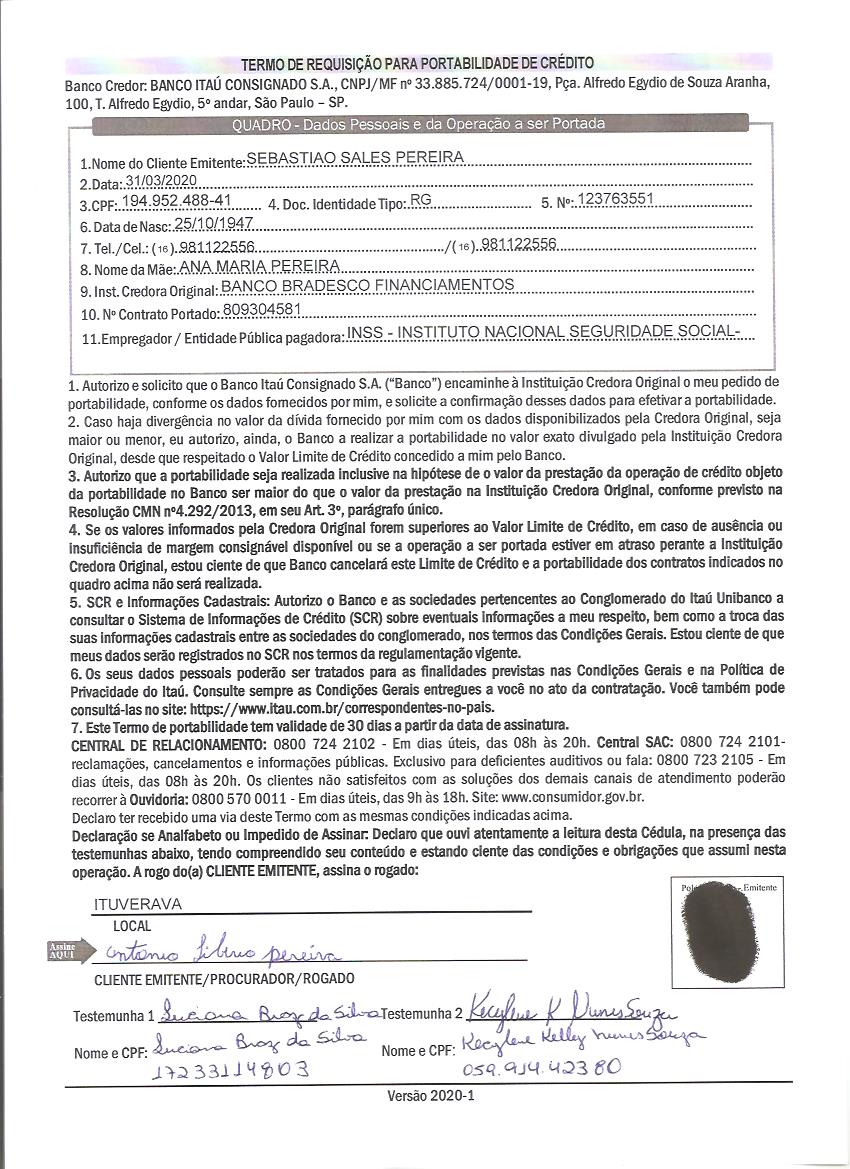 TERMO DE REQUISIÇÃO PARA PORTABILIDADE DE CRÉDITO
Banco Credor: BANCO ITAÚ CONSIGNADO S.A., CNPJ/MF nº 33.885.724/0001-19, Pça. Alfredo Egydio de Souza Aranha,
100, T. Alfredo Egydio, 5º andar, São Paulo – SP.
QUADRO - Dados Pessoais e da Operação a ser Portada
1.Nome do Cliente Emitente: SEBASTIAO SALES PEREIRA
2.Data: 31/03/2020
3.CPF: 194.952.488-41 4. Doc. Identidade Tipo: RG 5. Nº: 123763551
6. Data de Nasc: 25/10/1947
7. Tel./Cel.: (16) 981122556 /(16) 981122556
8. Nome da Mãe: ANA MARIA PEREIRA
9. Inst. Credora Original: BANCO BRADESCO FINANCIAMENTOS
10. Nº Contrato Portado: 809304581
11.Empregador / Entidade Pública pagadora: INSS - INSTITUTO NACIONAL SEGURIDADE SOCIAL-
1. Autorizo e solicito que o Banco Itaú Consignado S.A. (“Banco”) encaminhe à Instituição Credora Original o meu pedido de
portabilidade, conforme os dados fornecidos por mim, e solicite a confirmação desses dados para efetivar a portabilidade.
2. Caso haja divergência no valor da dívida fornecido por mim com os dados disponibilizados pela Credora Original, seja
maior ou menor, eu autorizo, ainda, o Banco a realizar a portabilidade no valor exato divulgado pela Instituição Credora
Original, desde que respeitado o Valor Limite de Crédito concedido a mim pelo Banco.
3. Autorizo que a portabilidade seja realizada inclusive na hipótese de o valor da prestação da operação de crédito objeto
da portabilidade no Banco ser maior do que o valor da prestação na Instituição Credora Original, conforme previsto na
Resolução CMN nº4.292/2013, em seu Art. 3º, parágrafo único.
4. Se os valores informados pela Credora Original forem superiores ao Valor Limite de Crédito, em caso de ausência ou
insuficiência de margem consignável disponível ou se a operação a ser portada estiver em atraso perante a Instituição
Credora Original, estou ciente de que Banco cancelará este Limite de Crédito e a portabilidade dos contratos indicados no
quadro acima não será realizada.
5. SCR e Informações Cadastrais: Autorizo o Banco e as sociedades pertencentes ao Conglomerado do Itaú Unibanco a
consultar o Sistema de Informações de Crédito (SCR) sobre eventuais informações a meu respeito, bem como a troca das
suas informações cadastrais entre as sociedades do conglomerado, nos termos das Condições Gerais. Estou ciente de que
meus dados serão registrados no SCR nos termos da regulamentação vigente.
6. Os seus dados pessoais poderão ser tratados para as finalidades previstas nas Condições Gerais e na Política de
Privacidade do Itaú. Consulte sempre as Condições Gerais entregues a você no ato da contratação. Você também pode
consultá-las no site: https://www.itau.com.br/correspondentes-no-pais.
7. Este Termo de portabilidade tem validade de 30 dias a partir da data de assinatura.
CENTRAL DE RELACIONAMENTO: 0800 724 2102 - Em dias úteis, das 08h às 20h. Central SAC: 0800 724 2101-
reclamações, cancelamentos e informações públicas. Exclusivo para deficientes auditivos ou fala: 0800 723 2105 - Em
dias úteis, das 08h às 20h. Os clientes não satisfeitos com as soluções dos demais canais de atendimento poderão
recorrer à Ouvidoria: 0800 570 0011 - Em dias úteis, das 9h às 18h. Site: www.consumidor.gov.br.
Declaro ter recebido uma via deste Termo com as mesmas condições indicadas acima.
Declaração se Analfabeto ou Impedido de Assinar: Declaro que ouvi atentamente a leitura desta Cédula, na presença das
testemunhas abaixo, tendo compreendido seu conteúdo e estando ciente das condições e obrigações que assumi nesta
operação. A rogo do(a) CLIENTE EMITENTE, assina o rogado:
Emitente
ITUVERAVA
LOCAL
Assine
AQUI
antonio Silverio pereira
CLIENTE EMITENTE/PROCURADOR/ROGADO
Testemunha 1 Luciana Braz da Silva Testemunha 2 Kecylene K Nunes Souza
Nome e CPF: Luciana Braz da Silva Nome e CPF: Kecylene Kelley Nunes Souza
17233114803 059.914.42380
Versão 2020-1